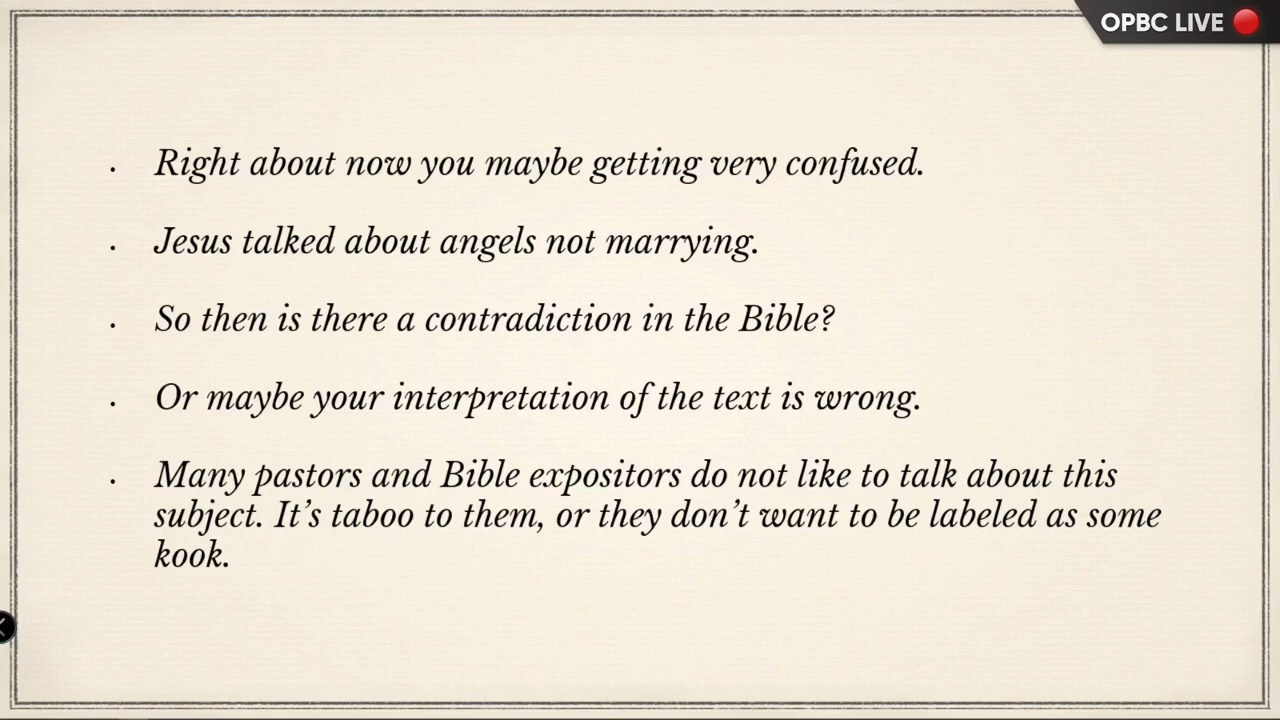 OPBC LIVE
· Right about now you maybe getting very confused.
· Jesus talked about angels not marrying.
· So then is there a contradiction in the Bible?
· Or maybe your interpretation of the text is wrong.
· Many pastors and Bible expositors do not like to talk about this
subject. It’s taboo to them, or they don’t want to be labeled as some
kook.